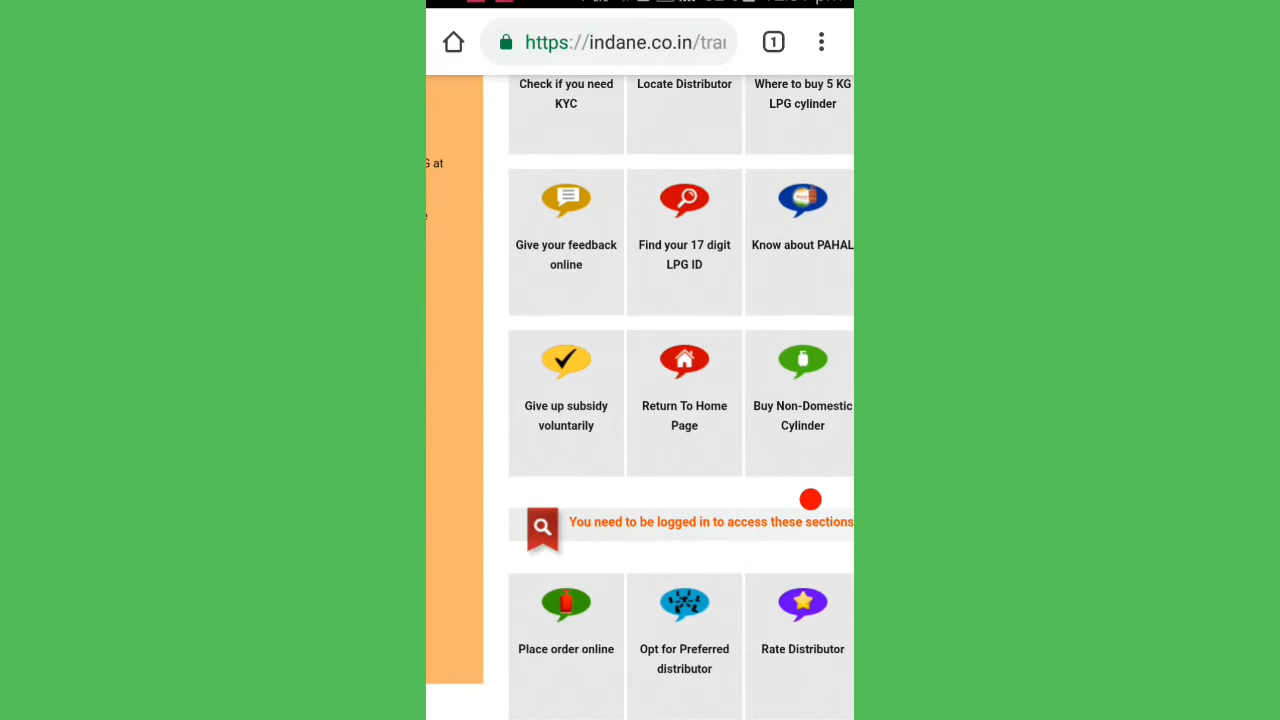 https://indane.co.in/trai
1
Check if you need
KYC
Locate Distributor
Where to buy 5 KG
LPG cylinder
G at
e
Give your feedback
online
Find your 17 digit
LPG ID
Know about PAHAL
Give up subsidy
voluntarily
Return To Home
Page
Buy Non-Domestic
Cylinder
You need to be logged in to access these sections
Place order online
Opt for Preferred
distributor
Rate Distributor